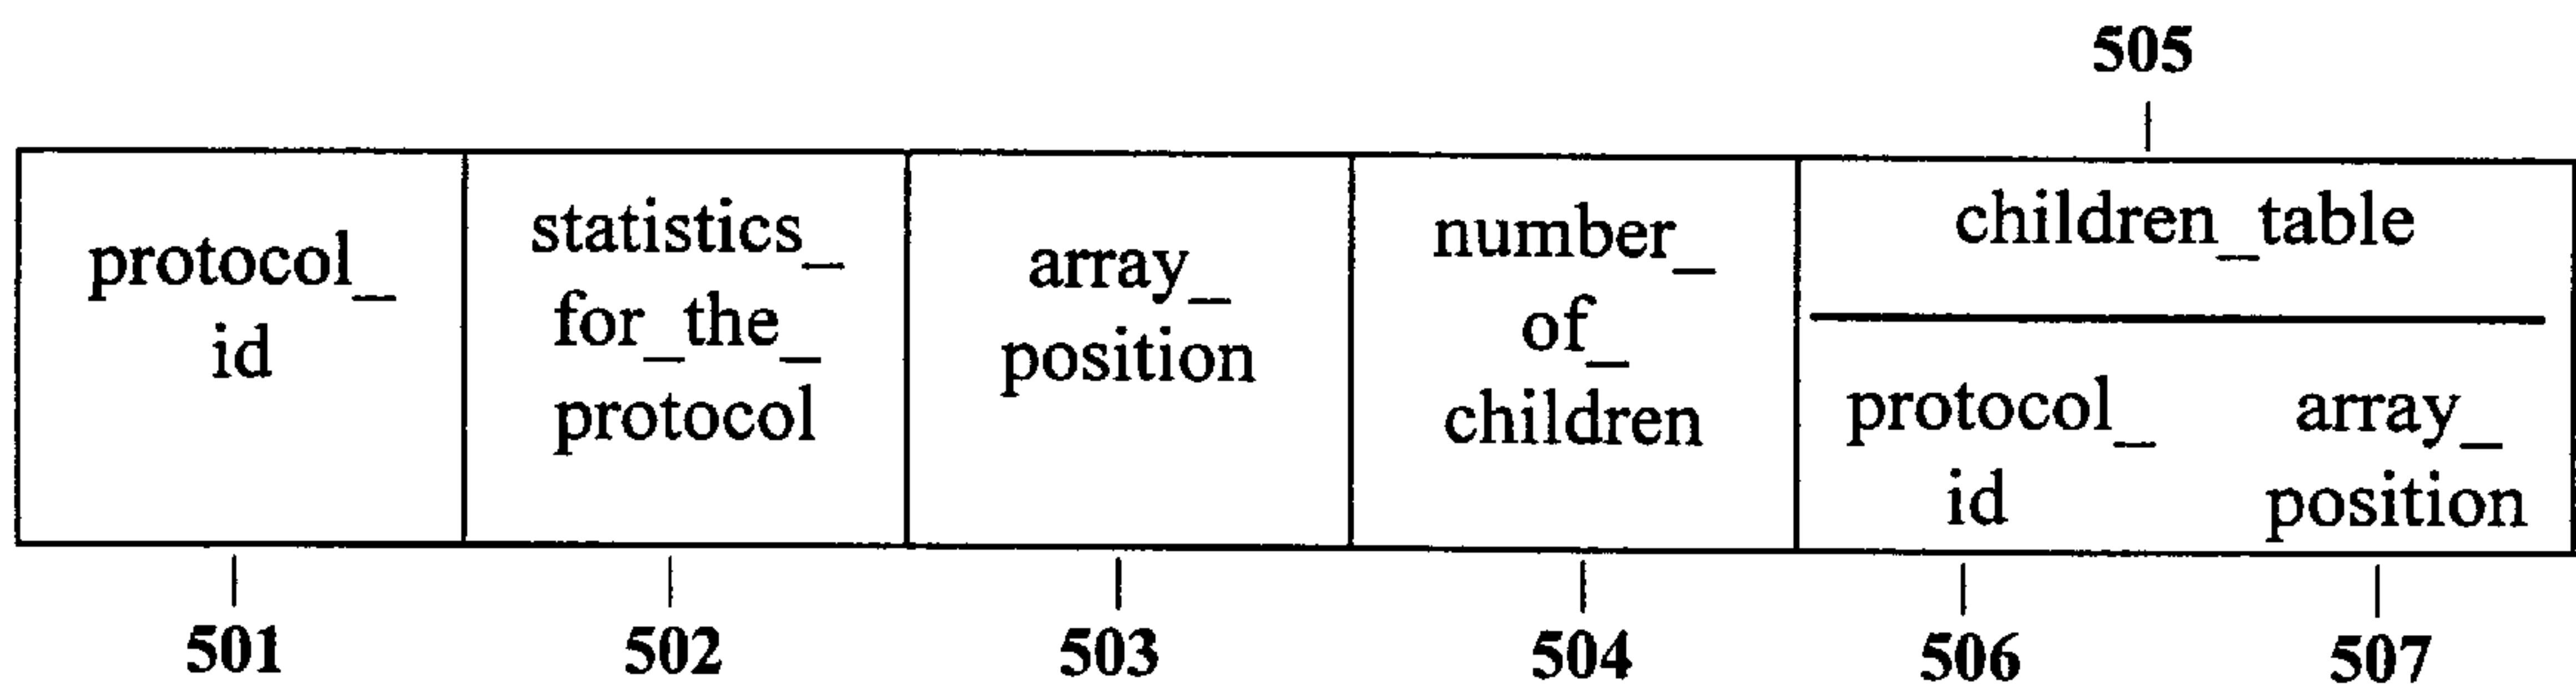 505
protocol_
id
statistics_
for_the_
protocol
array_
position
number_
of_
children
children_table
protocol_
id
array_
position
501
502
503
504
506
507